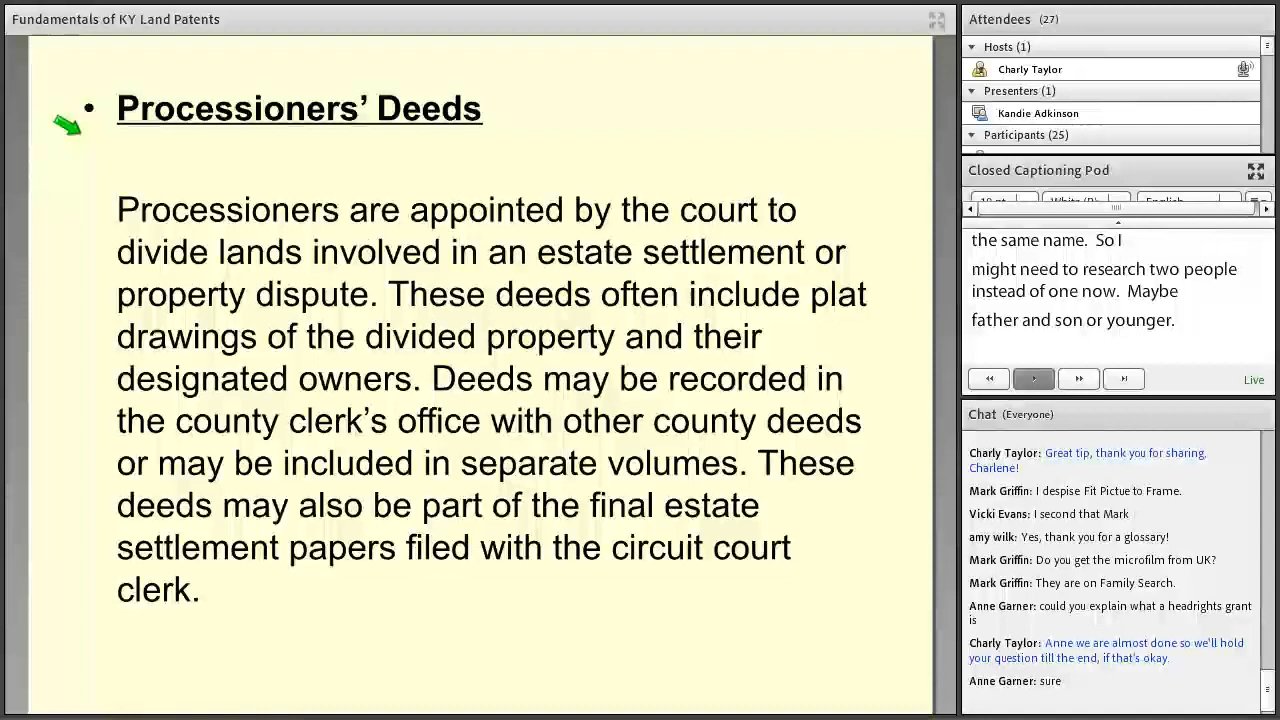 Fundamentals of KY Land Patents
• Processioners’ Deeds
Processioners are appointed by the court to
divide lands involved in an estate settlement or
property dispute. These deeds often include plat
drawings of the divided property and their
designated owners. Deeds may be recorded in
the county clerk’s office with other county deeds
or may be included in separate volumes. These
deeds may also be part of the final estate
settlement papers filed with the circuit court
clerk.
Attendees (27)
Hosts (1)
Charly Taylor
Presenters (1)
Kandie Adkinson
Participants (25)
Closed Captioning Pod
the same name. So I
might need to research two people
instead of one now. Maybe
father and son or younger.
Live
Chat (Everyone)
Charly Taylor: Great tip, thank you for sharing,
Charlene!
Mark Griffin: I despise Fit Pictue to Frame.
Vicki Evans: I second that Mark
amy wilk: Yes, thank you for a glossary!
Mark Griffin: Do you get the microfilm from UK?
Mark Griffin: They are on Family Search.
Anne Garner: could you explain what a headrights grant
is
Charly Taylor: Anne we are almost done so we'll hold
your question till the end, if that's okay.
Anne Garner: sure